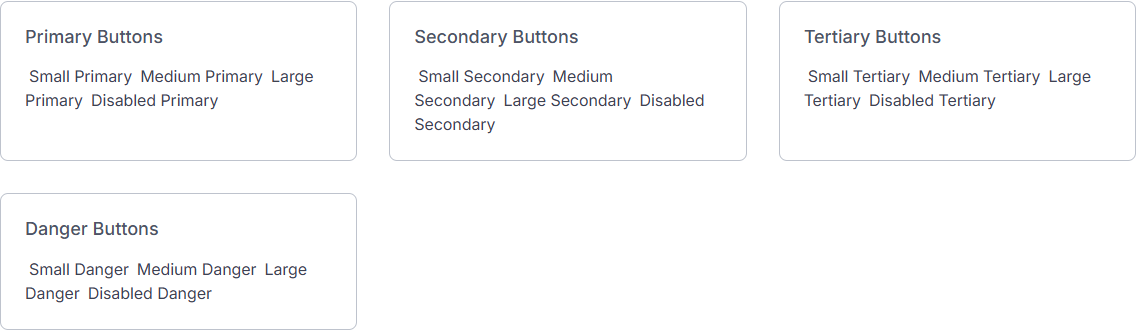 Primary Buttons
Small Primary Medium Primary Large
Primary Disabled Primary
Secondary Buttons
Small Secondary Medium
Secondary Large Secondary Disabled
Secondary
Tertiary Buttons
Small Tertiary Medium Tertiary Large
Tertiary Disabled Tertiary
Danger Buttons
Small Danger Medium Danger Large
Danger Disabled Danger